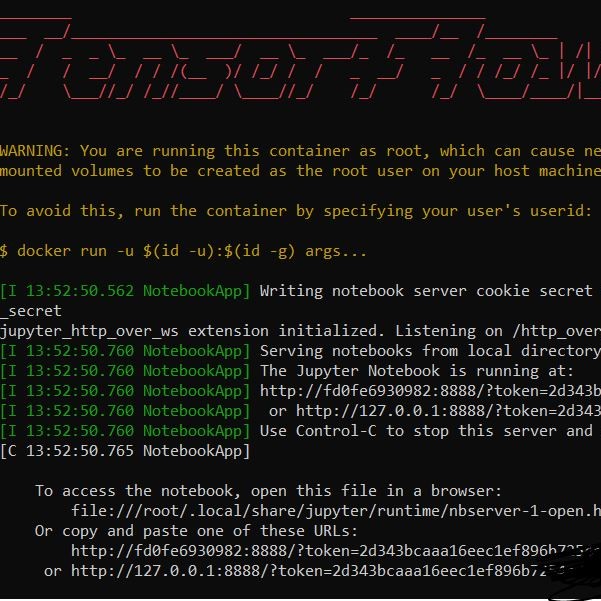 TensorFlow
WARNING: You are running this container as root, which can cause ne
mounted volumes to be created as the root user on your host machine
To avoid this, run the container by specifying your user's userid:
$ docker run -u $(id -u):$(id -g) args...
[I 13:52:50.562 NotebookApp] Writing notebook server cookie secret
_secret
jupyter_http_over_ws extension initialized. Listening on /http_over
[I 13:52:50.760 NotebookApp] Serving notebooks from local directory
[I 13:52:50.760 NotebookApp] The Jupyter Notebook is running at:
[I 13:52:50.760 NotebookApp] http://fd0fe6930982:8888/?token=2d343b
[I 13:52:50.760 NotebookApp]  or http://127.0.0.1:8888/?token=2d343
[I 13:52:50.760 NotebookApp] Use Control-C to stop this server and
[C 13:52:50.765 NotebookApp]
To access the notebook, open this file in a browser:
file:///root/.local/share/jupyter/runtime/nbserver-1-open.h
Or copy and paste one of these URLs:
http://fd0fe6930982:8888/?token=2d343bcaaa16eec1ef896b725
or http://127.0.0.1:8888/?token=2d343bcaaa16eec1ef896b72